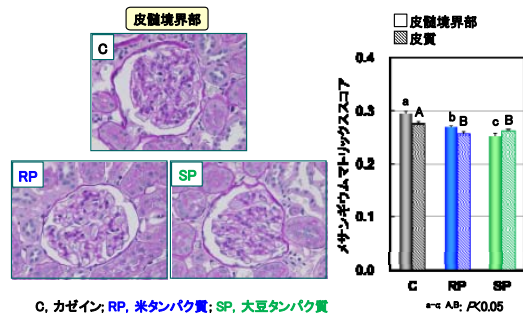 皮髄境界部
C
RP
SP
C, カゼイン; RP, 米タンパク質; SP, 大豆タンパク質
皮髄境界部
皮質
メサンギウムマトリックススコア
0.4
0.3
0.2
0.1
0.0
a
A
b
B
c
B
C
RP
SP
a-c, A,B: P<0.05